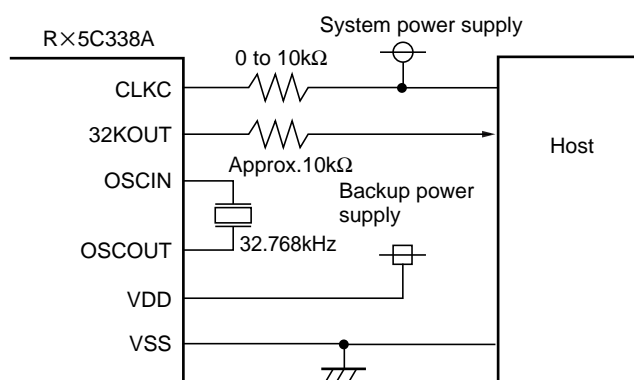 R×5C338A
System power supply
0 to 10kΩ
CLKC
32KOUT
Approx.10kΩ
Host
OSCIN
Backup power
supply
OSCOUT
32.768kHz
VDD
VSS